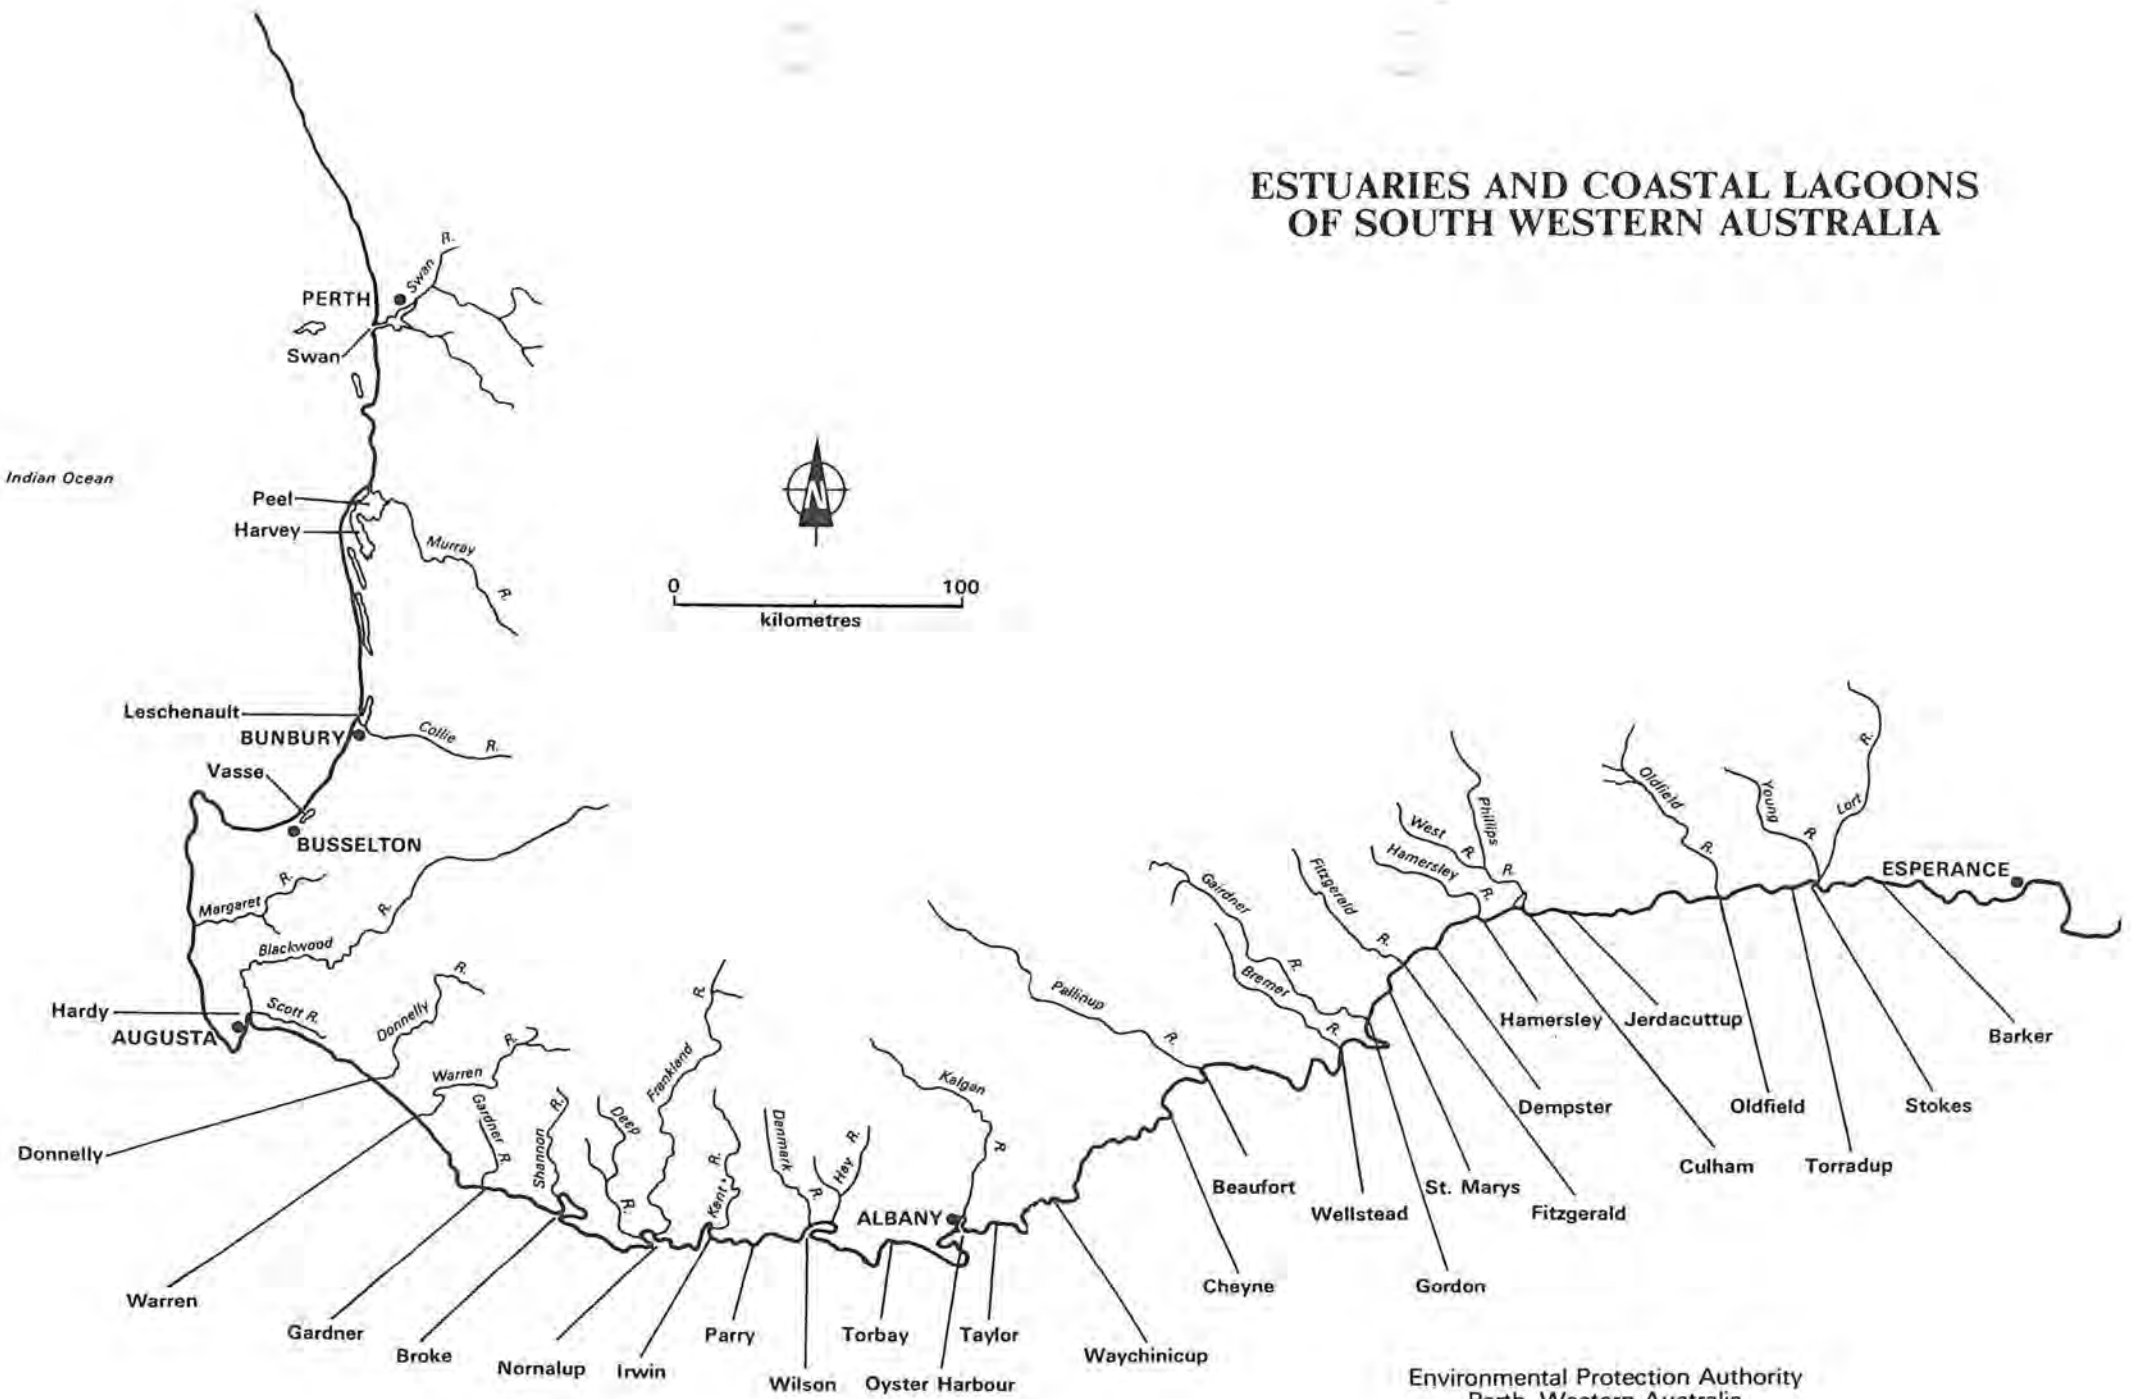 ESTUARIES AND COASTAL LAGOONS
OF SOUTH WESTERN AUSTRALIA
Swan R.
PERTH
Swan
Indian Ocean
Peel
Harvey
Murray R.
N
0 100
kilometres
Leschenault
BUNBURY
Collie R.
Vasse
BUSSELTON
Margaret R.
Blackwood R.
Hardy
Scott R.
AUGUSTA
Donnelly R.
Warren R.
Gardner R.
Shannon R.
Deep R.
Frankland R.
Kent R.
Denmark R.
Hay R.
Kalgan R.
Pallinup R.
Gairdner R.
Bremer R.
Fitzgerald R.
Hamersley R.
West R.
Phillips R.
Oldfield R.
Young R.
Lort R.
ESPERANCE
ALBANY
Donnelly
Warren
Gardner
Broke
Nornalup
Irwin
Parry
Wilson
Torbay
Oyster Harbour
Taylor
Waychinicup
Cheyne
Beaufort
Wellstead
Gordon
St. Marys
Fitzgerald
Dempster
Hamersley
Culham
Jerdacuttup
Oldfield
Torradup
Stokes
Barker
Environmental Protection Authority
Perth, Western Australia